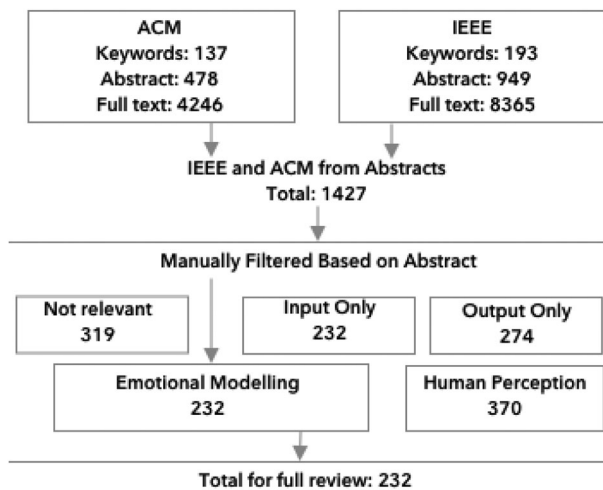 ACM
Keywords: 137
Abstract: 478
Full text: 4246
IEEE
Keywords: 193
Abstract: 949
Full text: 8365
IEEE and ACM from Abstracts
Total: 1427
Manually Filtered Based on Abstract
Not relevant
319
Input Only
232
Output Only
274
Emotional Modelling
232
Human Perception
370
Total for full review: 232